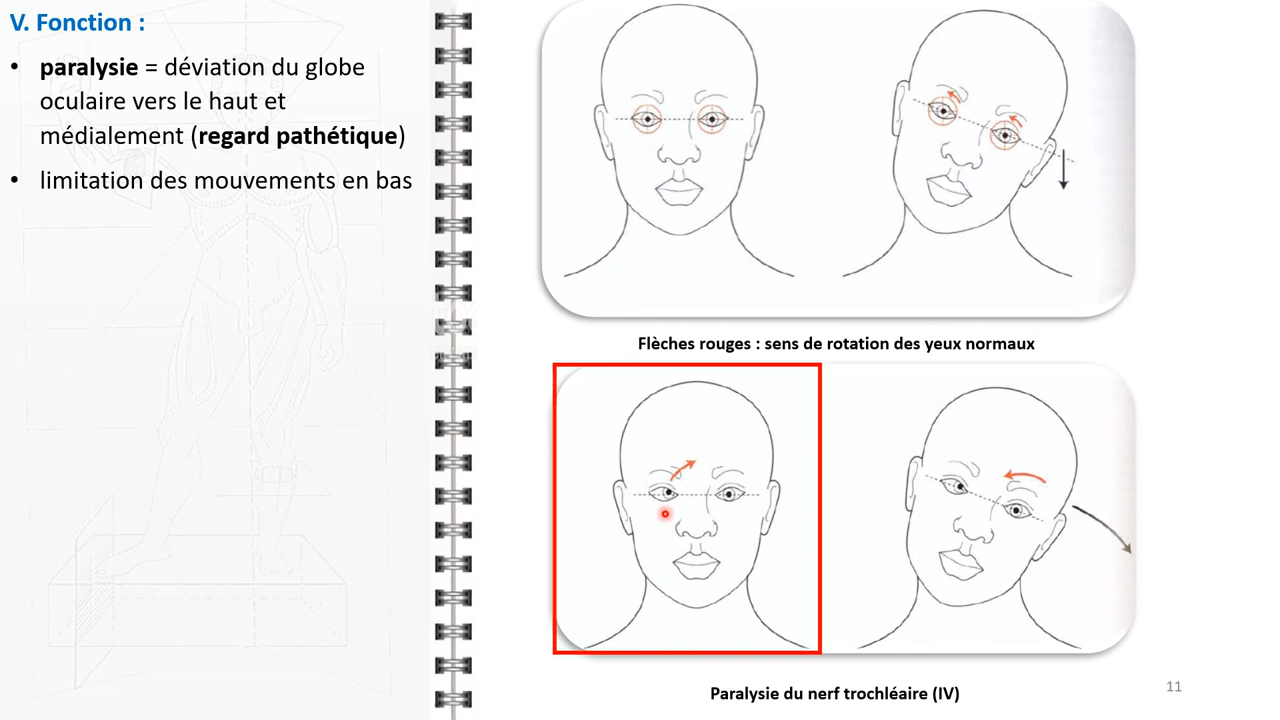 V. Fonction :
• paralysie = déviation du globe
oculaire vers le haut et
médialement (regard pathétique)
• limitation des mouvements en bas
Flèches rouges : sens de rotation des yeux normaux
Paralysie du nerf trochléaire (IV)
11